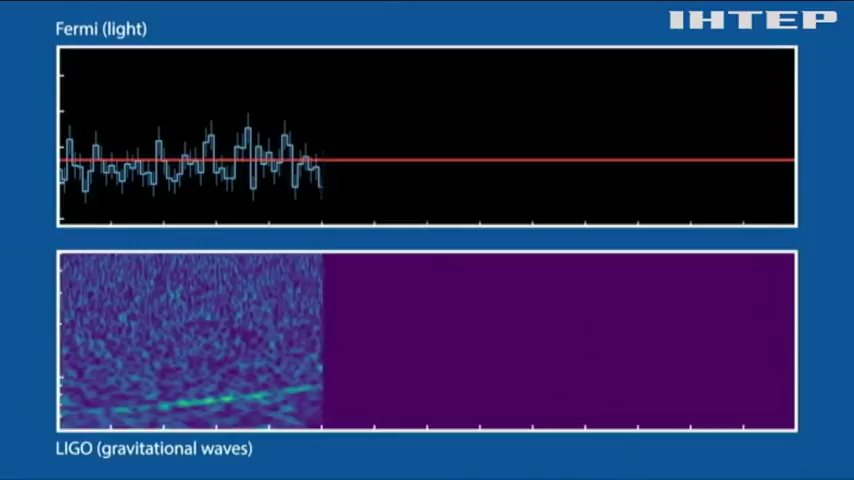 Fermi (light)
ІНТЕР
LIGO (gravitational waves)